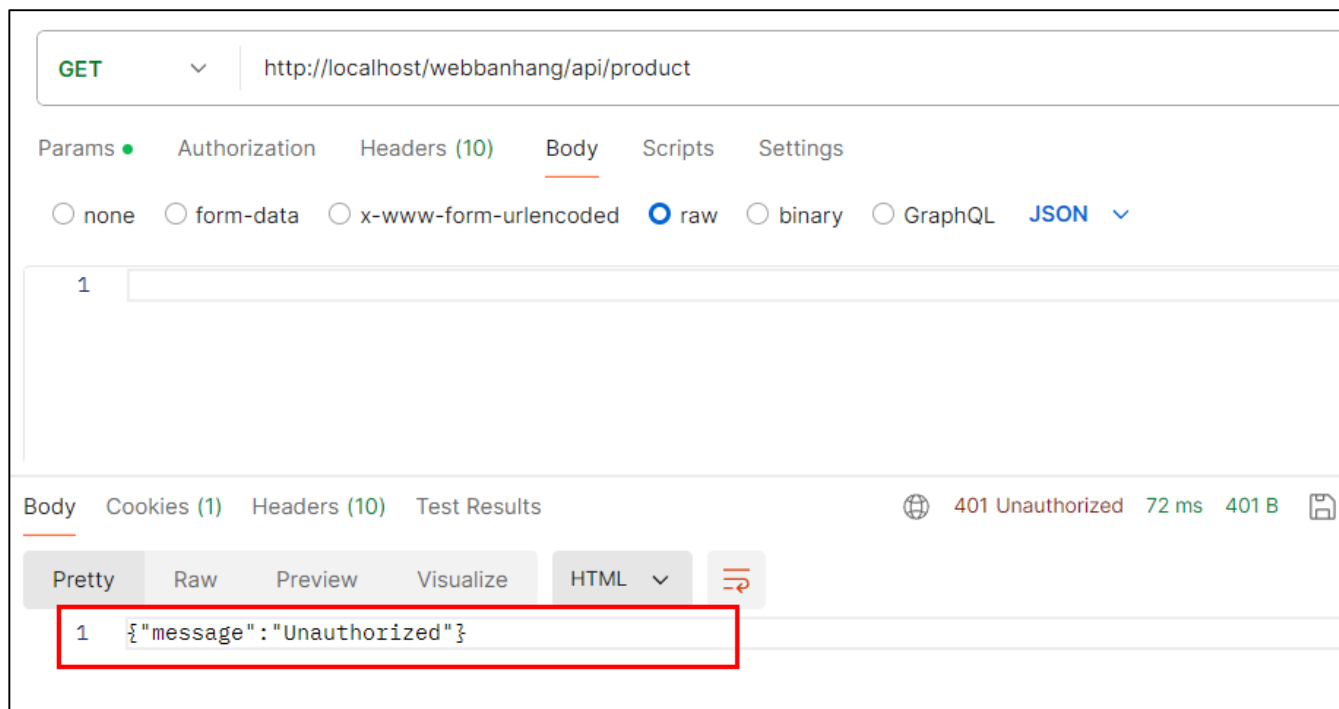 GET http://localhost/webbanhang/api/product
Params Authorization Headers (10) Body Scripts Settings
none form-data x-www-form-urlencoded raw binary GraphQL JSON
1
Body Cookies (1) Headers (10) Test Results 401 Unauthorized 72 ms 401 B
Pretty Raw Preview Visualize HTML
1 {"message":"Unauthorized"}